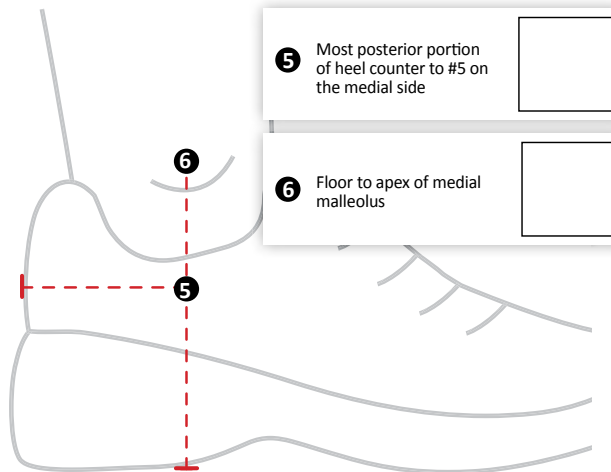 5 Most posterior portion
of heel counter to #5 on
the medial side
6 Floor to apex of medial
malleolus
6
5